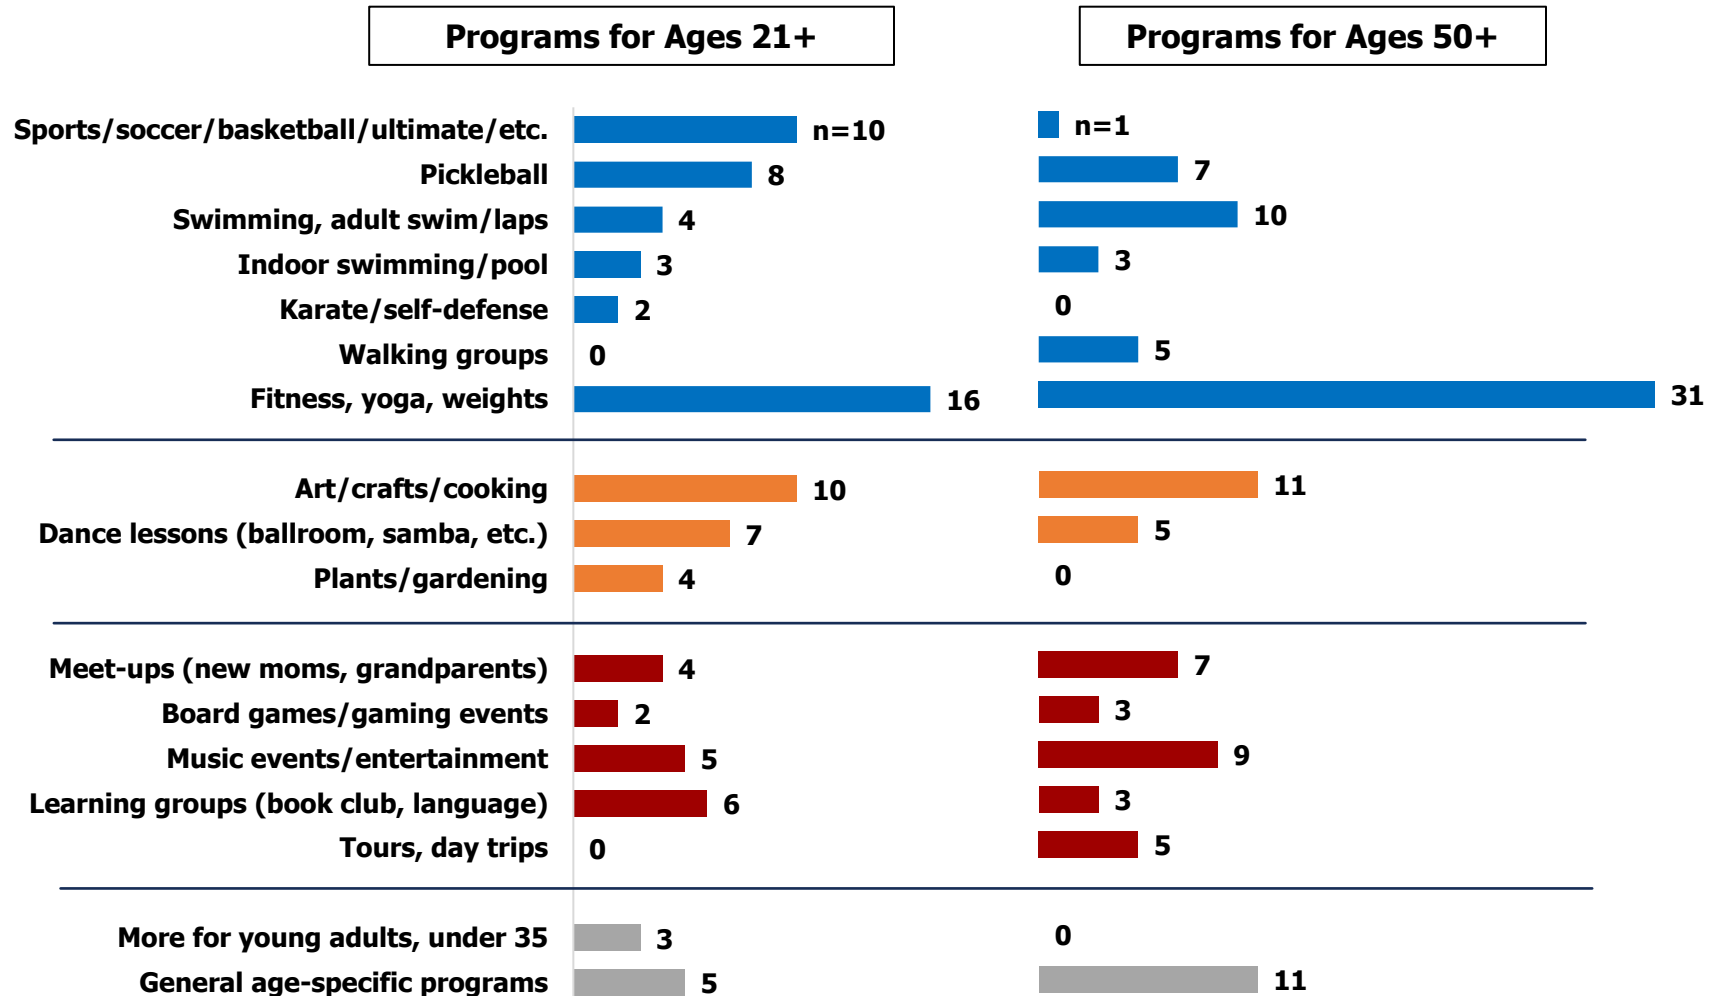 Programs for Ages 21+ Programs for Ages 50+
Sports/soccer/basketball/ultimate/etc. n=10 n=1
Pickleball 8 7
Swimming, adult swim/laps 4 10
Indoor swimming/pool 3 3
Karate/self-defense 2 0
Walking groups 0 5
Fitness, yoga, weights 16 31
Art/crafts/cooking 10 11
Dance lessons (ballroom, samba, etc.) 7 5
Plants/gardening 4 0
Meet-ups (new moms, grandparents) 4 7
Board games/gaming events 2 3
Music events/entertainment 5 9
Learning groups (book club, language) 6 3
Tours, day trips 0 5
More for young adults, under 35 3 0
General age-specific programs 5 11